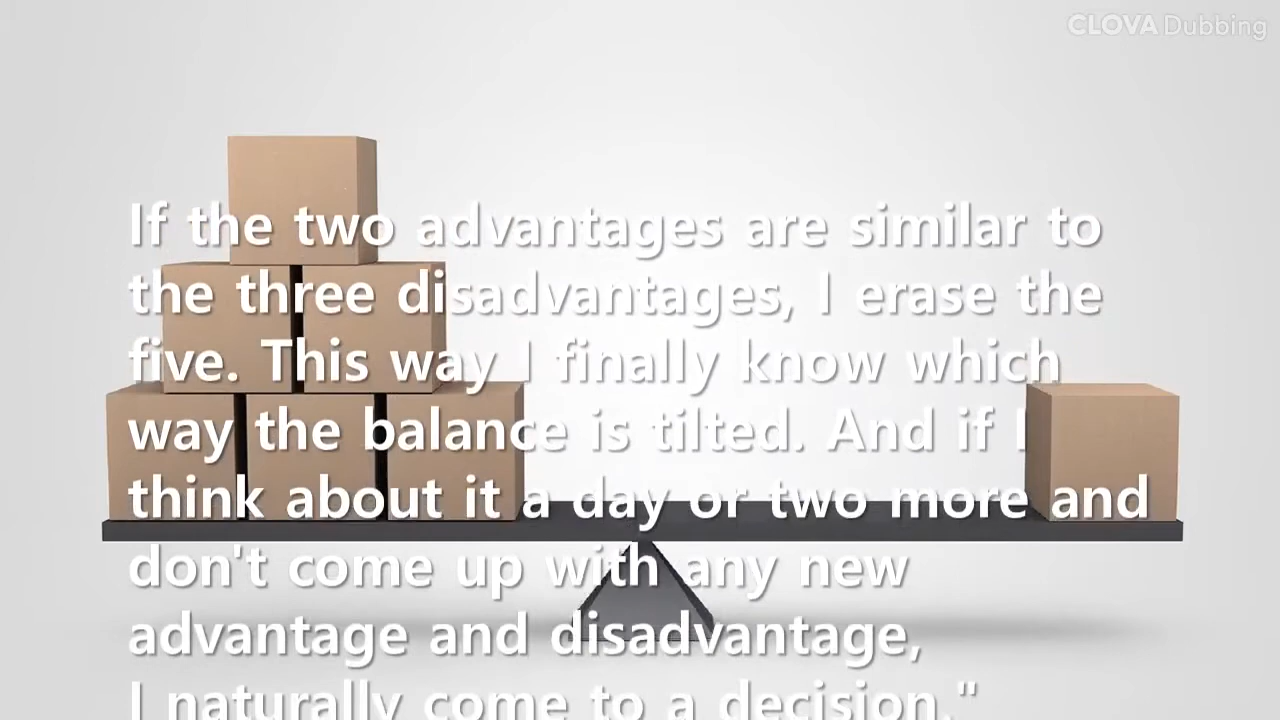 CLOVA Dubbing
If the two advantages are similar to
the three disadvantages, I erase the
five. This way I finally know which
way the balance is tilted. And if I
think about it a day or two more and
don't come up with any new
advantage and disadvantage,
I naturally come to a decision."